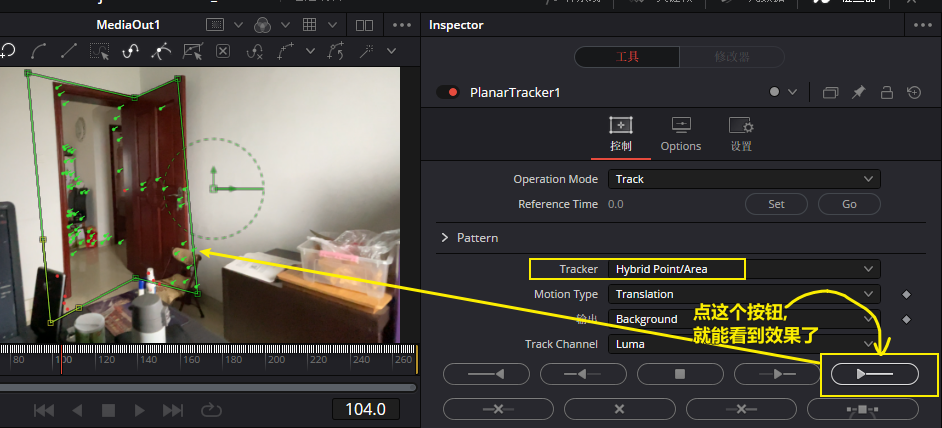 MediaOut1
Inspector
工具
修改器
PlanarTracker1
控制
Options
设置
Operation Mode
Track
Reference Time
0.0
Set
Go
Pattern
Tracker
Hybrid Point/Area
Motion Type
Translation
输出
Background
Track Channel
Luma
点这个按钮,
就能看到效果了
80 100 120 140 160 180 200 220 240 260
104.0